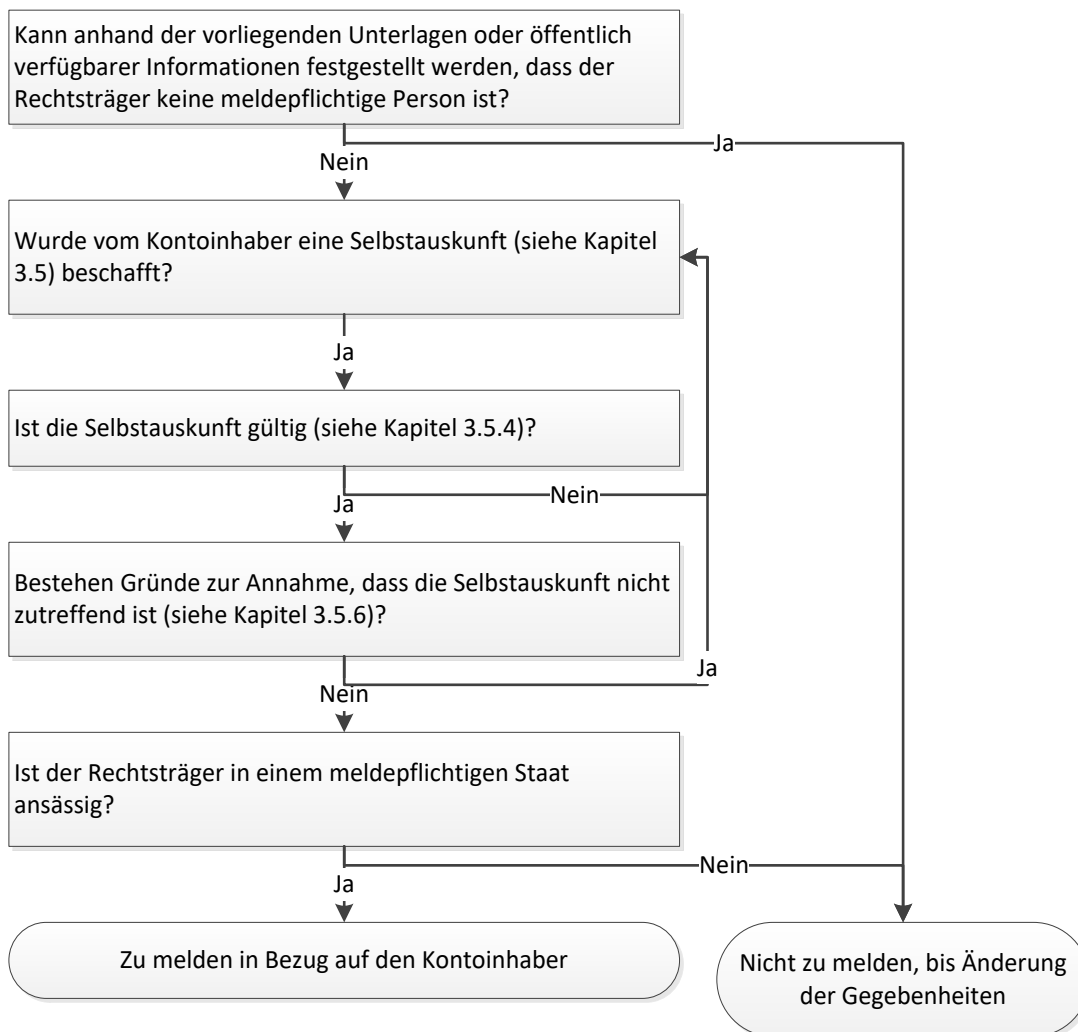 Kann anhand der vorliegenden Unterlagen oder öffentlich
verfügbarer Informationen festgestellt werden, dass der
Rechtsträger keine meldepflichtige Person ist?
Ja
Nein
Wurde vom Kontoinhaber eine Selbstauskunft (siehe Kapitel
3.5) beschafft?
Ja
Ist die Selbstauskunft gültig (siehe Kapitel 3.5.4)?
Nein
Ja
Bestehen Gründe zur Annahme, dass die Selbstauskunft nicht
zutreffend ist (siehe Kapitel 3.5.6)?
Ja
Nein
Ist der Rechtsträger in einem meldepflichtigen Staat
ansässig?
Nein
Ja
Zu melden in Bezug auf den Kontoinhaber
Nicht zu melden, bis Änderung
der Gegebenheiten